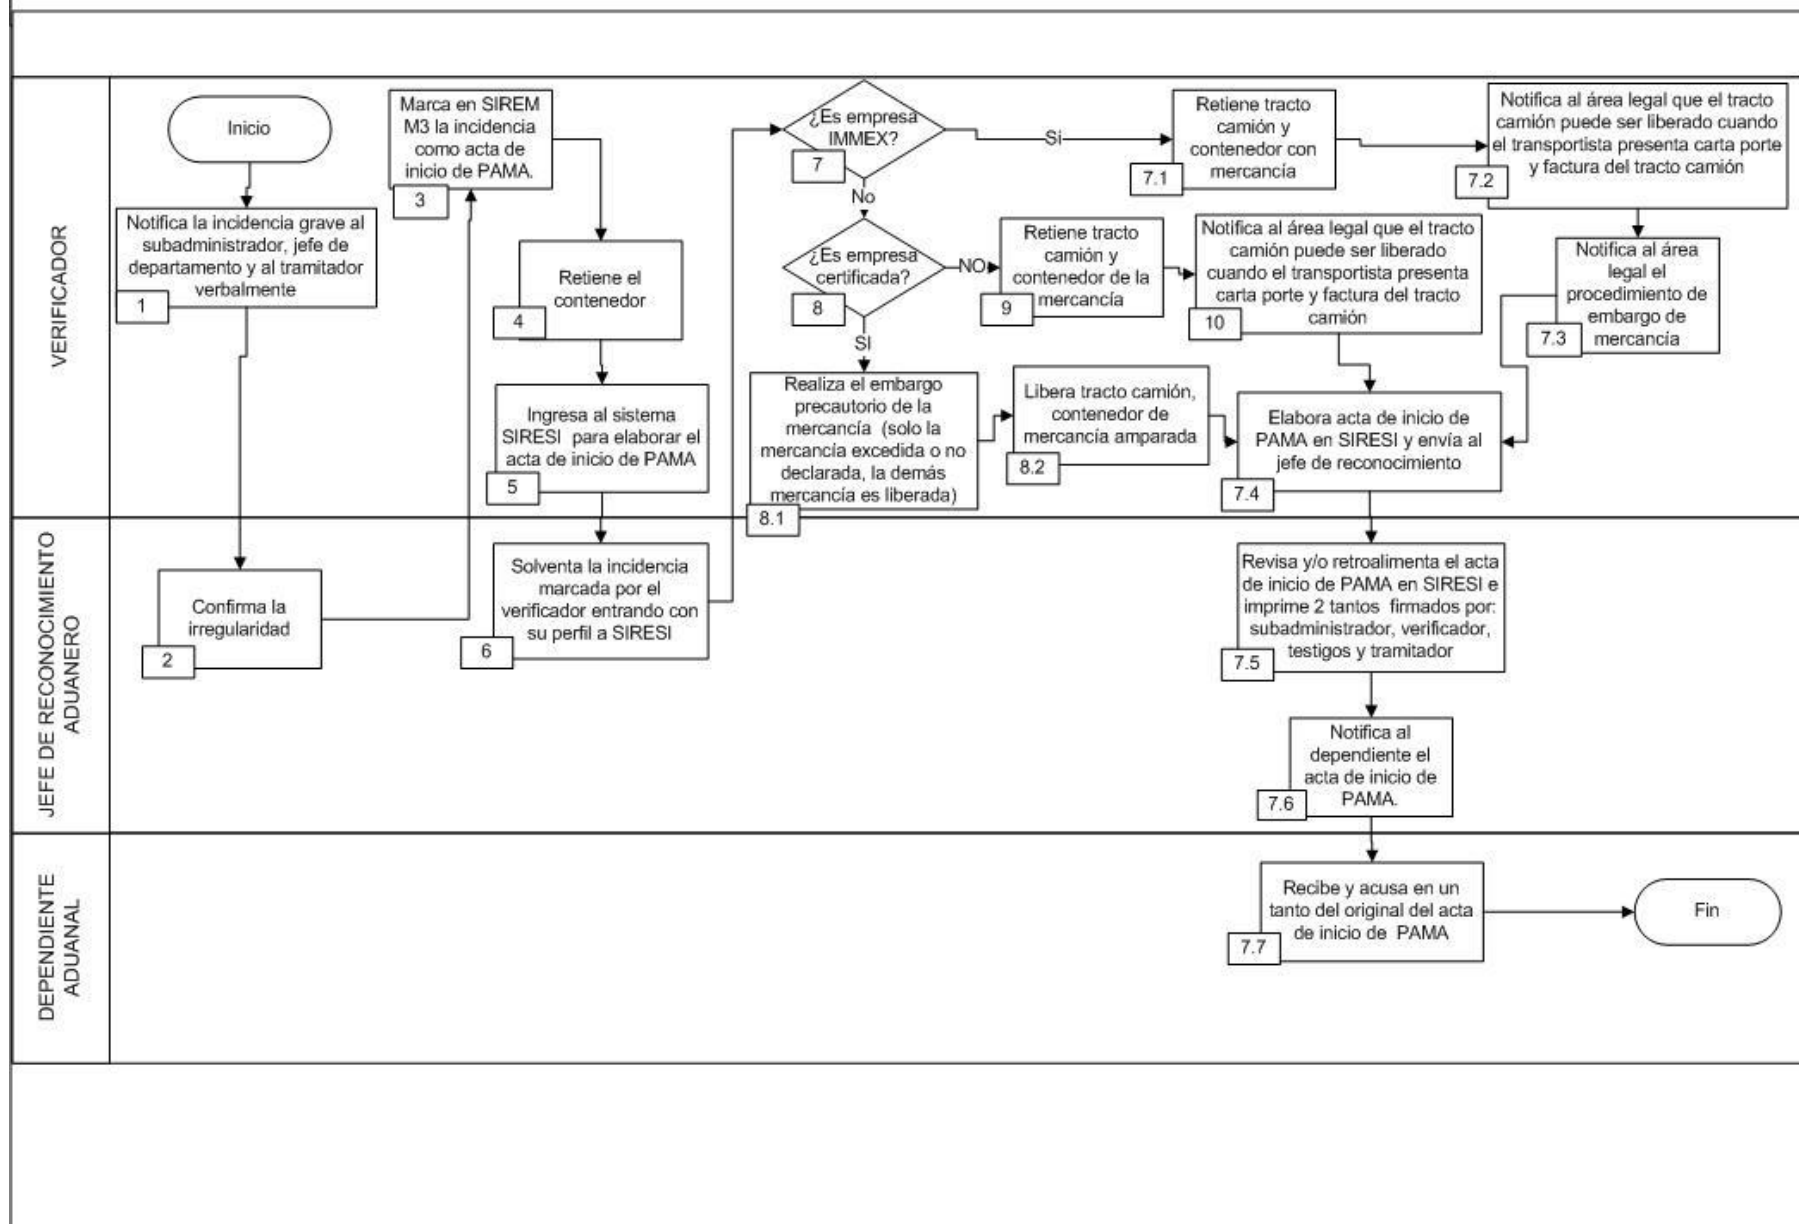 VERIFICADOR
Inicio
Notifica la incidencia grave al
subadministrador, jefe de
departamento y al tramitador
verbalmente
1
Marca en SIREM
M3 la incidencia
como acta de
inicio de PAMA.
3
Retiene el
contenedor
4
Ingresa al sistema
SIRESI para elaborar el
acta de inicio de PAMA
5
¿Es empresa
IMMEX?
7
Si
No
Retiene tracto
camión y
contenedor con
mercancía
7.1
Notifica al área legal que el tracto
camión puede ser liberado cuando
el transportista presenta carta porte
y factura del tracto camión
7.2
Notifica al área
legal el
procedimiento de
embargo de
mercancía
7.3
¿Es empresa
certificada?
8
NO
SI
Retiene tracto
camión y
contenedor de la
mercancía
9
Notifica al área legal que el tracto
camión puede ser liberado
cuando el transportista presenta
carta porte y factura del tracto
camión
10
Realiza el embargo
precautorio de la
mercancía (solo la
mercancía excedida o no
declarada, la demás
mercancía es liberada)
8.1
Libera tracto camión,
contenedor de
mercancía amparada
8.2
Elabora acta de inicio de
PAMA en SIRESI y envía al
jefe de reconocimiento
7.4
JEFE DE RECONOCIMIENTO
ADUANERO
Confirma la
irregularidad
2
Solventa la incidencia
marcada por el
verificador entrando con
su perfil a SIRESI
6
Revisa y/o retroalimenta el acta
de inicio de PAMA en SIRESI e
imprime 2 tantos firmados por:
subadministrador, verificador,
testigos y tramitador
7.5
Notifica al
dependiente el
acta de inicio de
PAMA.
7.6
DEPENDIENTE
ADUANAL
Recibe y acusa en un
tanto del original del acta
de inicio de PAMA
7.7
Fin